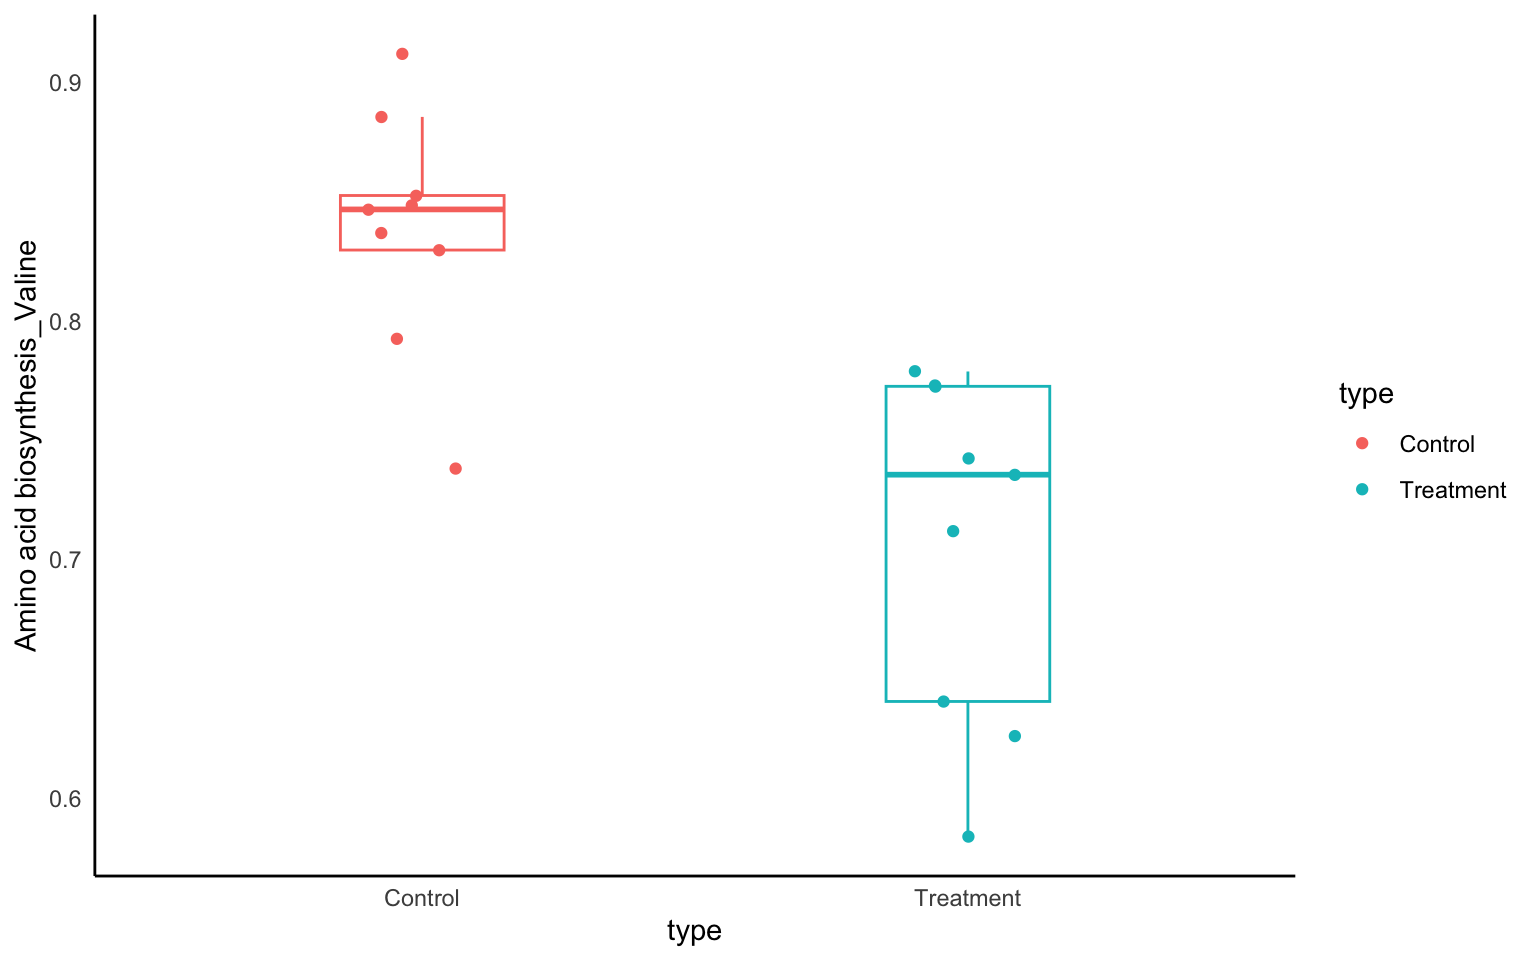 Amino acid biosynthesis_Valine
0.9
0.8
0.7
0.6
Control
Treatment
type
type
Control
Treatment